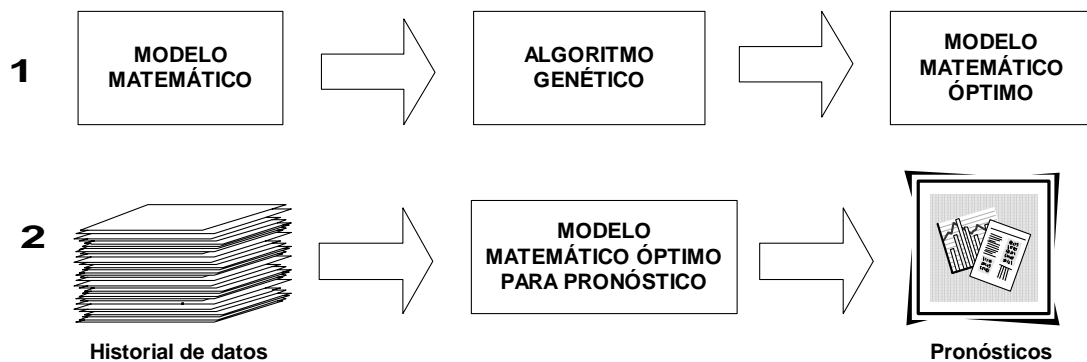 1
MODELO
MATEMÁTICO
ALGORITMO
GENÉTICO
MODELO
MATEMÁTICO
ÓPTIMO
2
MODELO
MATEMÁTICO ÓPTIMO
PARA PRONÓSTICO
Historial de datos
Pronósticos